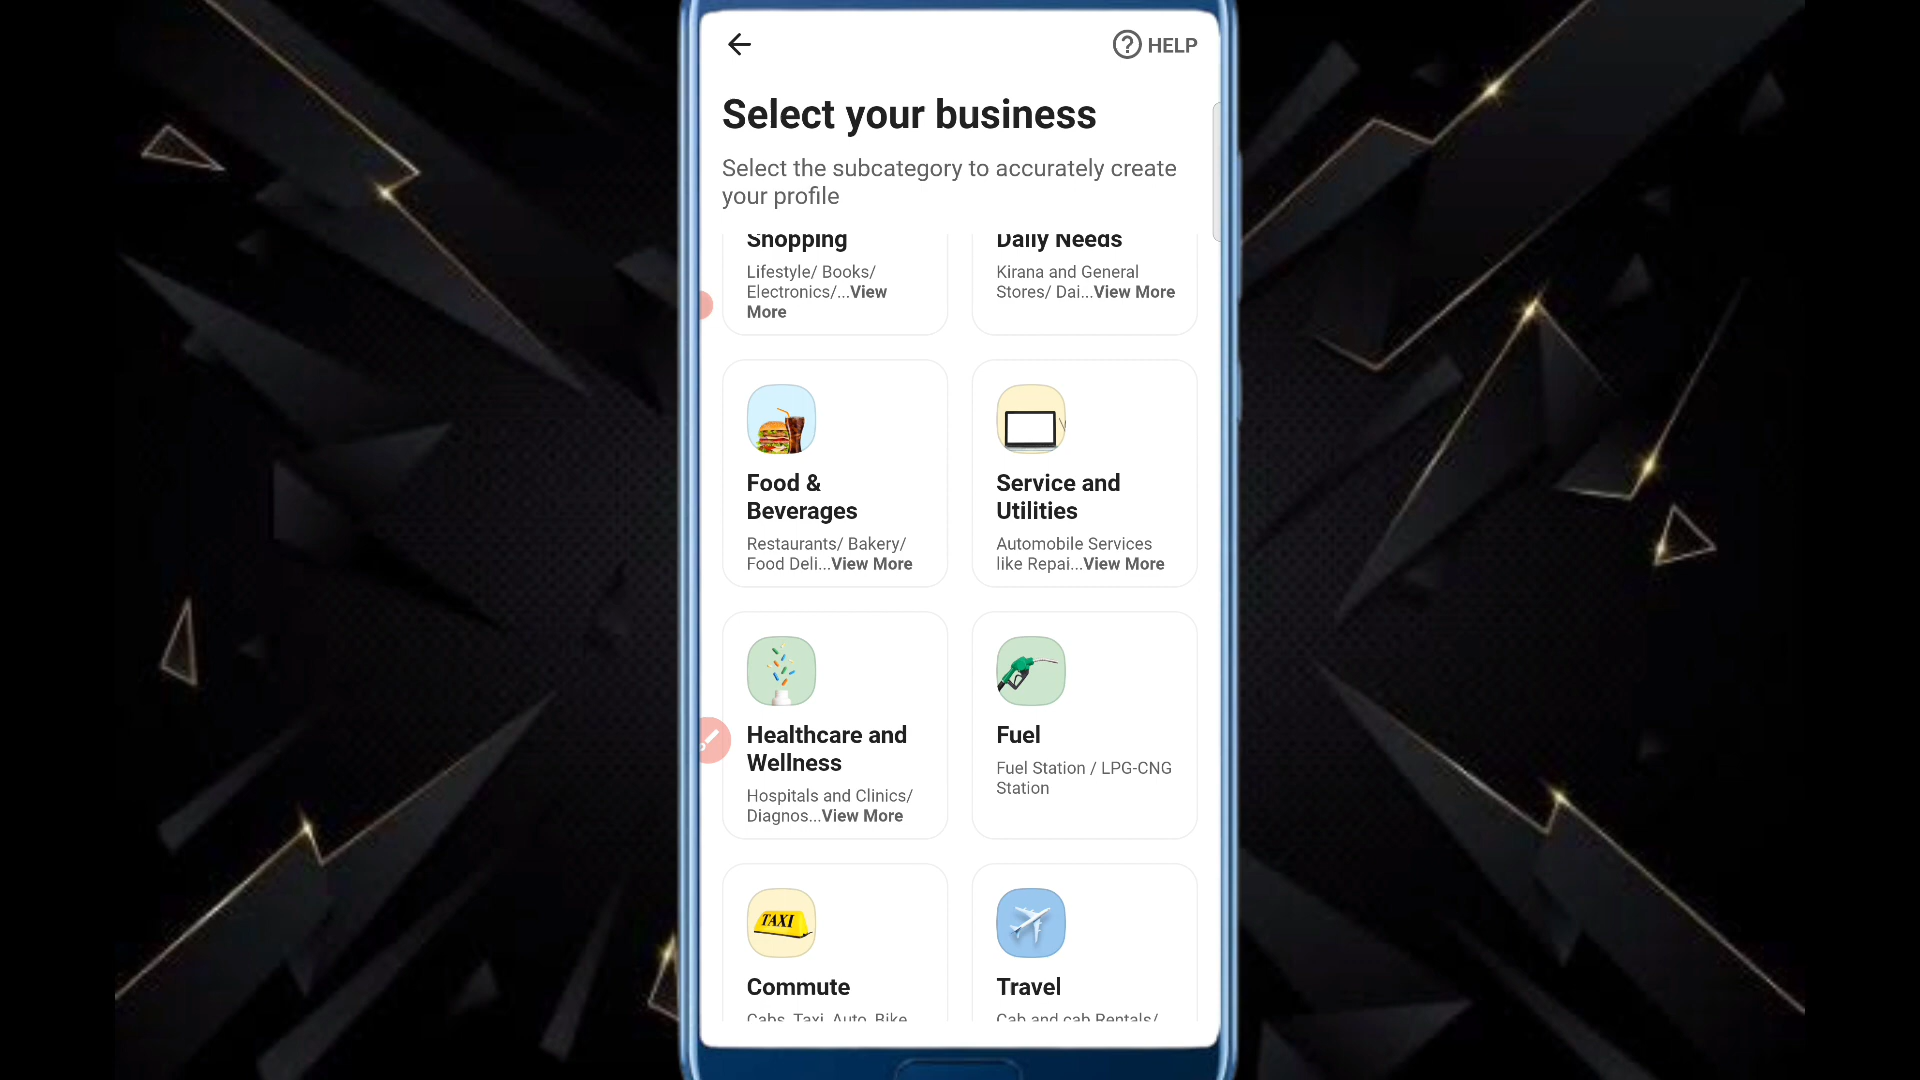 HELP
Select your business
Select the subcategory to accurately create
your profile
Shopping
Lifestyle/ Books/
Electronics/...View
More
Daily Needs
Kirana and General
Stores/ Dai...View More
Food &
Beverages
Restaurants/ Bakery/
Food Deli...View More
Service and
Utilities
Automobile Services
like Repai...View More
Healthcare and
Wellness
Hospitals and Clinics/
Diagnos...View More
Fuel
Fuel Station / LPG-CNG
Station
TAXI
Commute
Cabs, Taxi, Auto, Bike
Travel
Cab and cab Rentals/